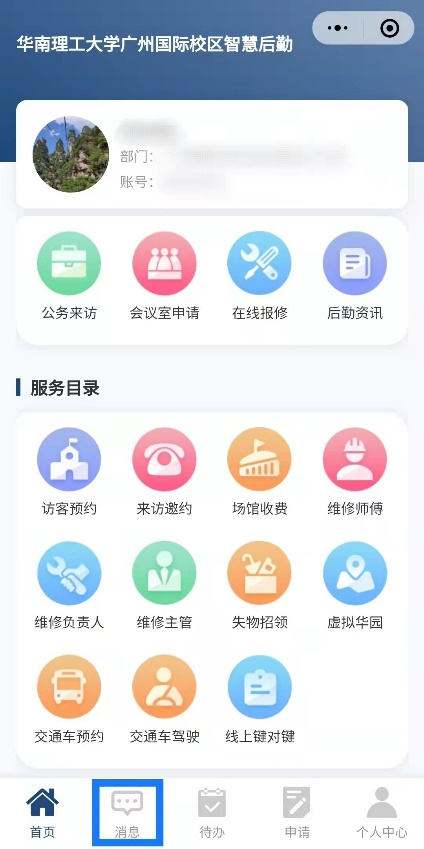 华南理工大学广州国际校区智慧后勤
部门：
账号：
公务来访 会议室申请 在线报修 后勤资讯
服务目录
访客预约 来访邀约 场馆收费 维修师傅
维修负责人 维修主管 失物招领 虚拟华园
交通车预约 交通车驾驶 线上键对键
首页 消息 待办 申请 个人中心